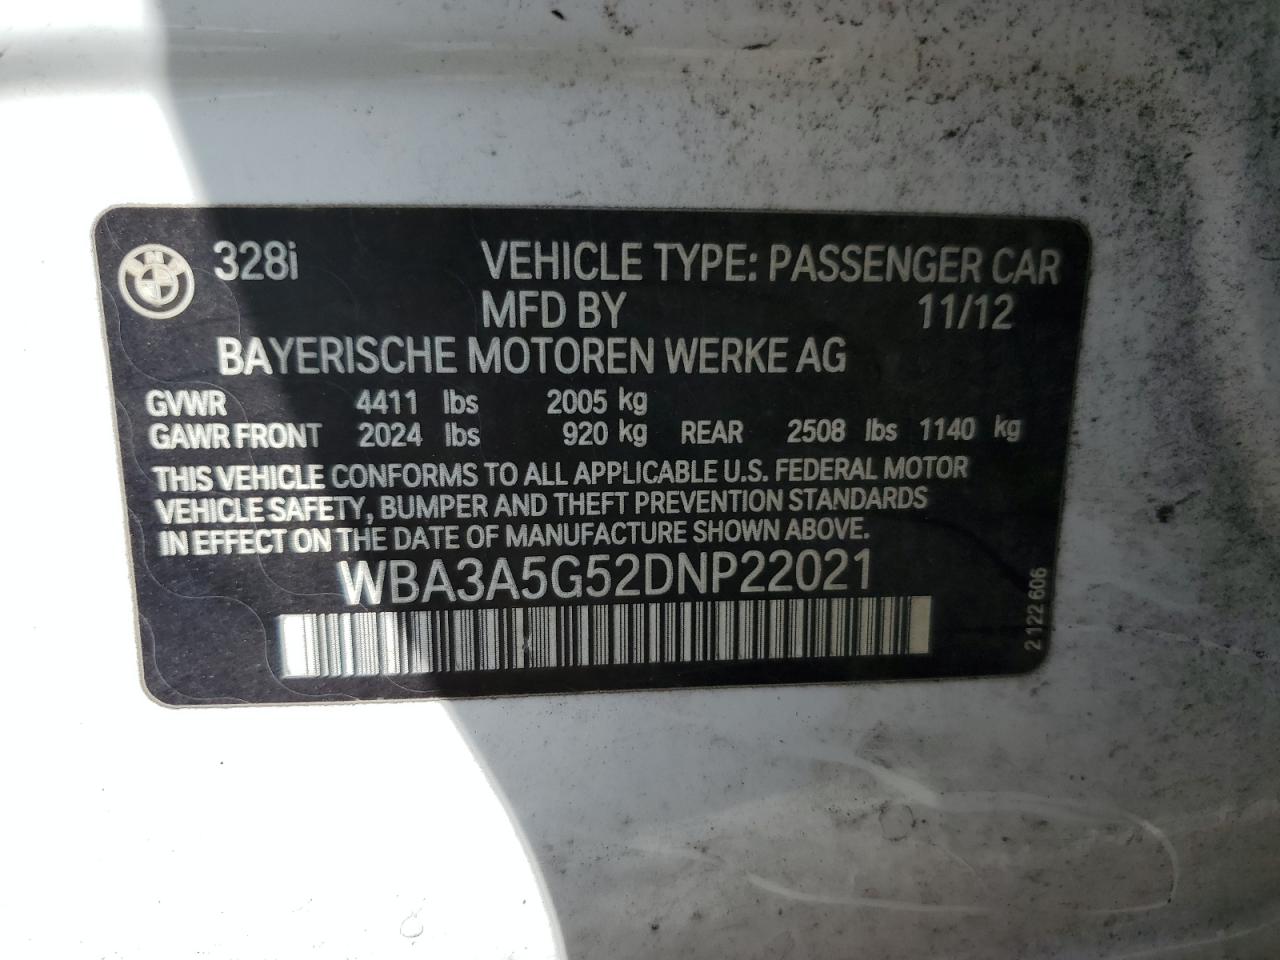 BMW 328i VEHICLE TYPE: PASSENGER CAR
MFD BY 11/12
BAYERISCHE MOTOREN WERKE AG
GVWR 4411 lbs 2005 kg
GAWR FRONT 2024 lbs 920 kg REAR 2508 lbs 1140 kg
THIS VEHICLE CONFORMS TO ALL APPLICABLE U.S. FEDERAL MOTOR
VEHICLE SAFETY, BUMPER AND THEFT PREVENTION STANDARDS
IN EFFECT ON THE DATE OF MANUFACTURE SHOWN ABOVE.
WBA3A5G52DNP22021
2 122 606